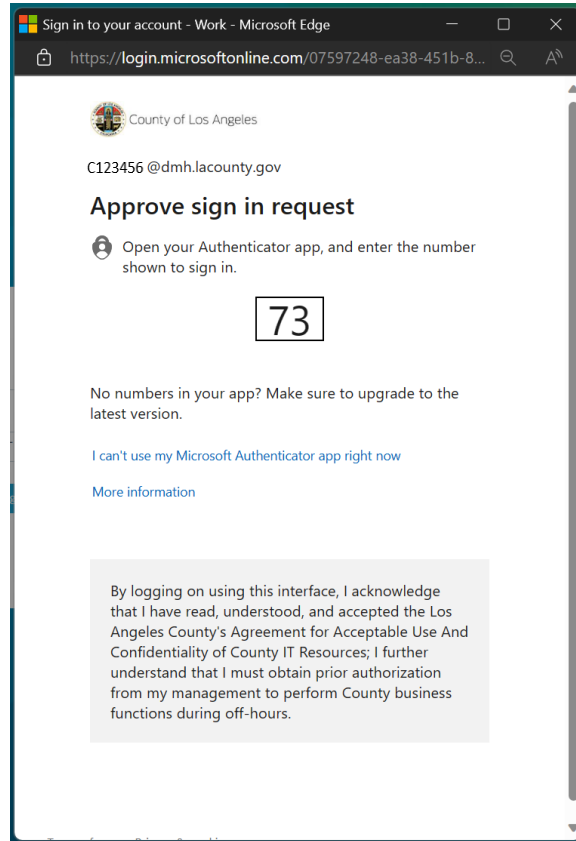 Sign in to your account - Work - Microsoft Edge
https://login.microsoftonline.com/07597248-ea38-451b-8...
County of Los Angeles
C123456 @dmh.lacounty.gov
Approve sign in request
Open your Authenticator app, and enter the number
shown to sign in.
73
No numbers in your app? Make sure to upgrade to the
latest version.
I can't use my Microsoft Authenticator app right now
More information
By logging on using this interface, I acknowledge
that I have read, understood, and accepted the Los
Angeles County's Agreement for Acceptable Use And
Confidentiality of County IT Resources; I further
understand that I must obtain prior authorization
from my management to perform County business
functions during off-hours.